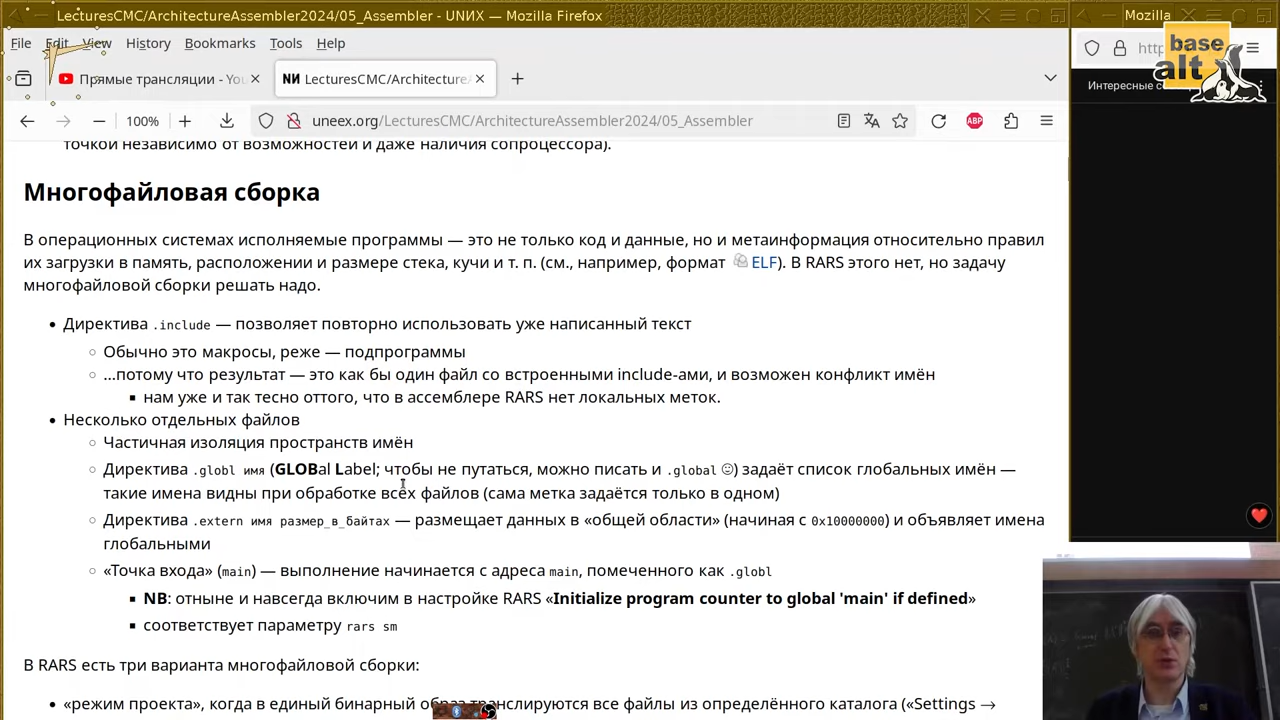 LecturesCMC/ArchitectureAssembler2024/05_Assembler - UNИX — Mozilla Firefox
Mozilla
File Edit View History Bookmarks Tools Help
Прямые трансляции - You
NИ LecturesCMC/Architecture
100%
uneex.org/LecturesCMC/ArchitectureAssembler2024/05_Assembler
ABP
http
base
alt
Интересные
точкой независимо от возможностей и даже наличия сопроцессора).
Многофайловая сборка
В операционных системах исполняемые программы — это не только код и данные, но и метаинформация относительно правил
их загрузки в память, расположении и размере стека, кучи и т. п. (см., например, формат ELF). В RARS этого нет, но задачу
многофайловой сборки решать надо.
Директива .include — позволяет повторно использовать уже написанный текст
Обычно это макросы, реже — подпрограммы
…потому что результат — это как бы один файл со встроенными include-ами, и возможен конфликт имён
нам уже и так тесно оттого, что в ассемблере RARS нет локальных меток.
Несколько отдельных файлов
Частичная изоляция пространств имён
Директива .globl имя (GLOBal Label; чтобы не путаться, можно писать и .global ☺) задаёт список глобальных имён —
такие имена видны при обработке всех файлов (сама метка задаётся только в одном)
Директива .extern имя размер_в_байтах — размещает данных в «общей области» (начиная с 0x10000000) и объявляет имена
глобальными
«Точка входа» (main) — выполнение начинается с адреса main, помеченного как .globl
NB: отныне и навсегда включим в настройке RARS «Initialize program counter to global 'main' if defined»
соответствует параметру rars sm
В RARS есть три варианта многофайловой сборки:
«режим проекта», когда в единый бинарный образ транслируются все файлы из определённого каталога («Settings →